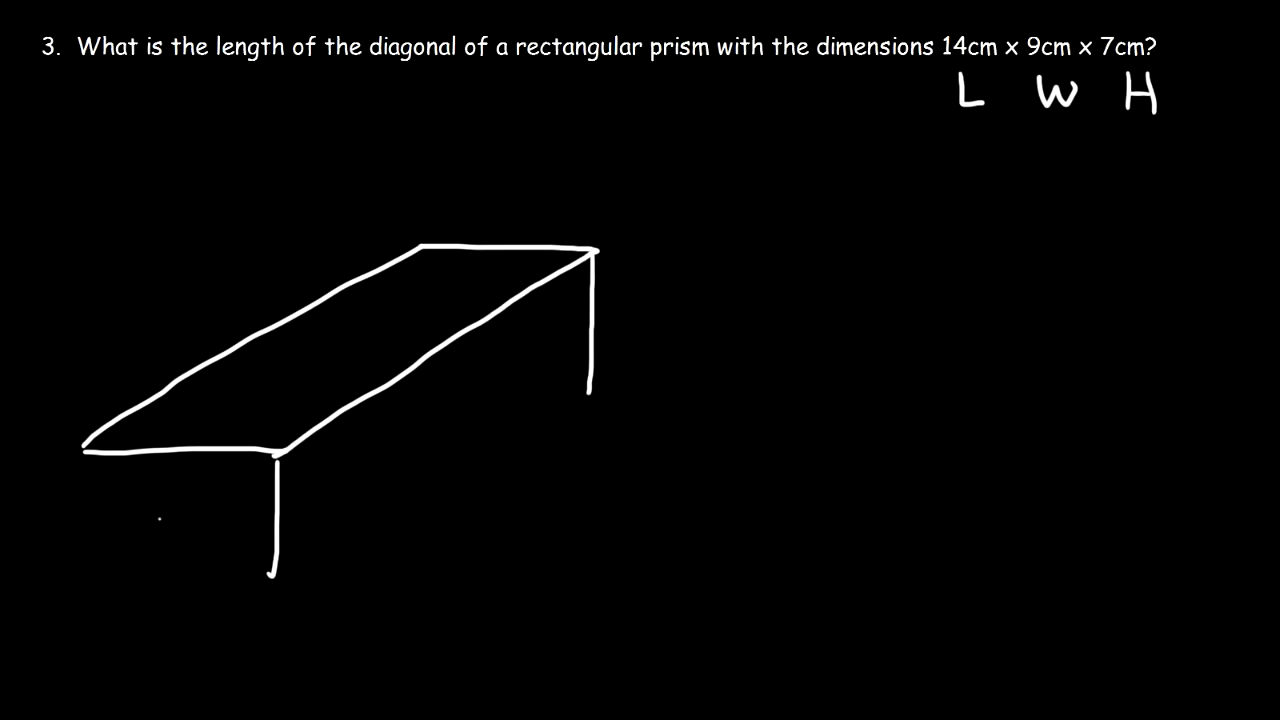 3. What is the length of the diagonal of a rectangular prism with the dimensions 14cm x 9cm x 7cm?
L W H